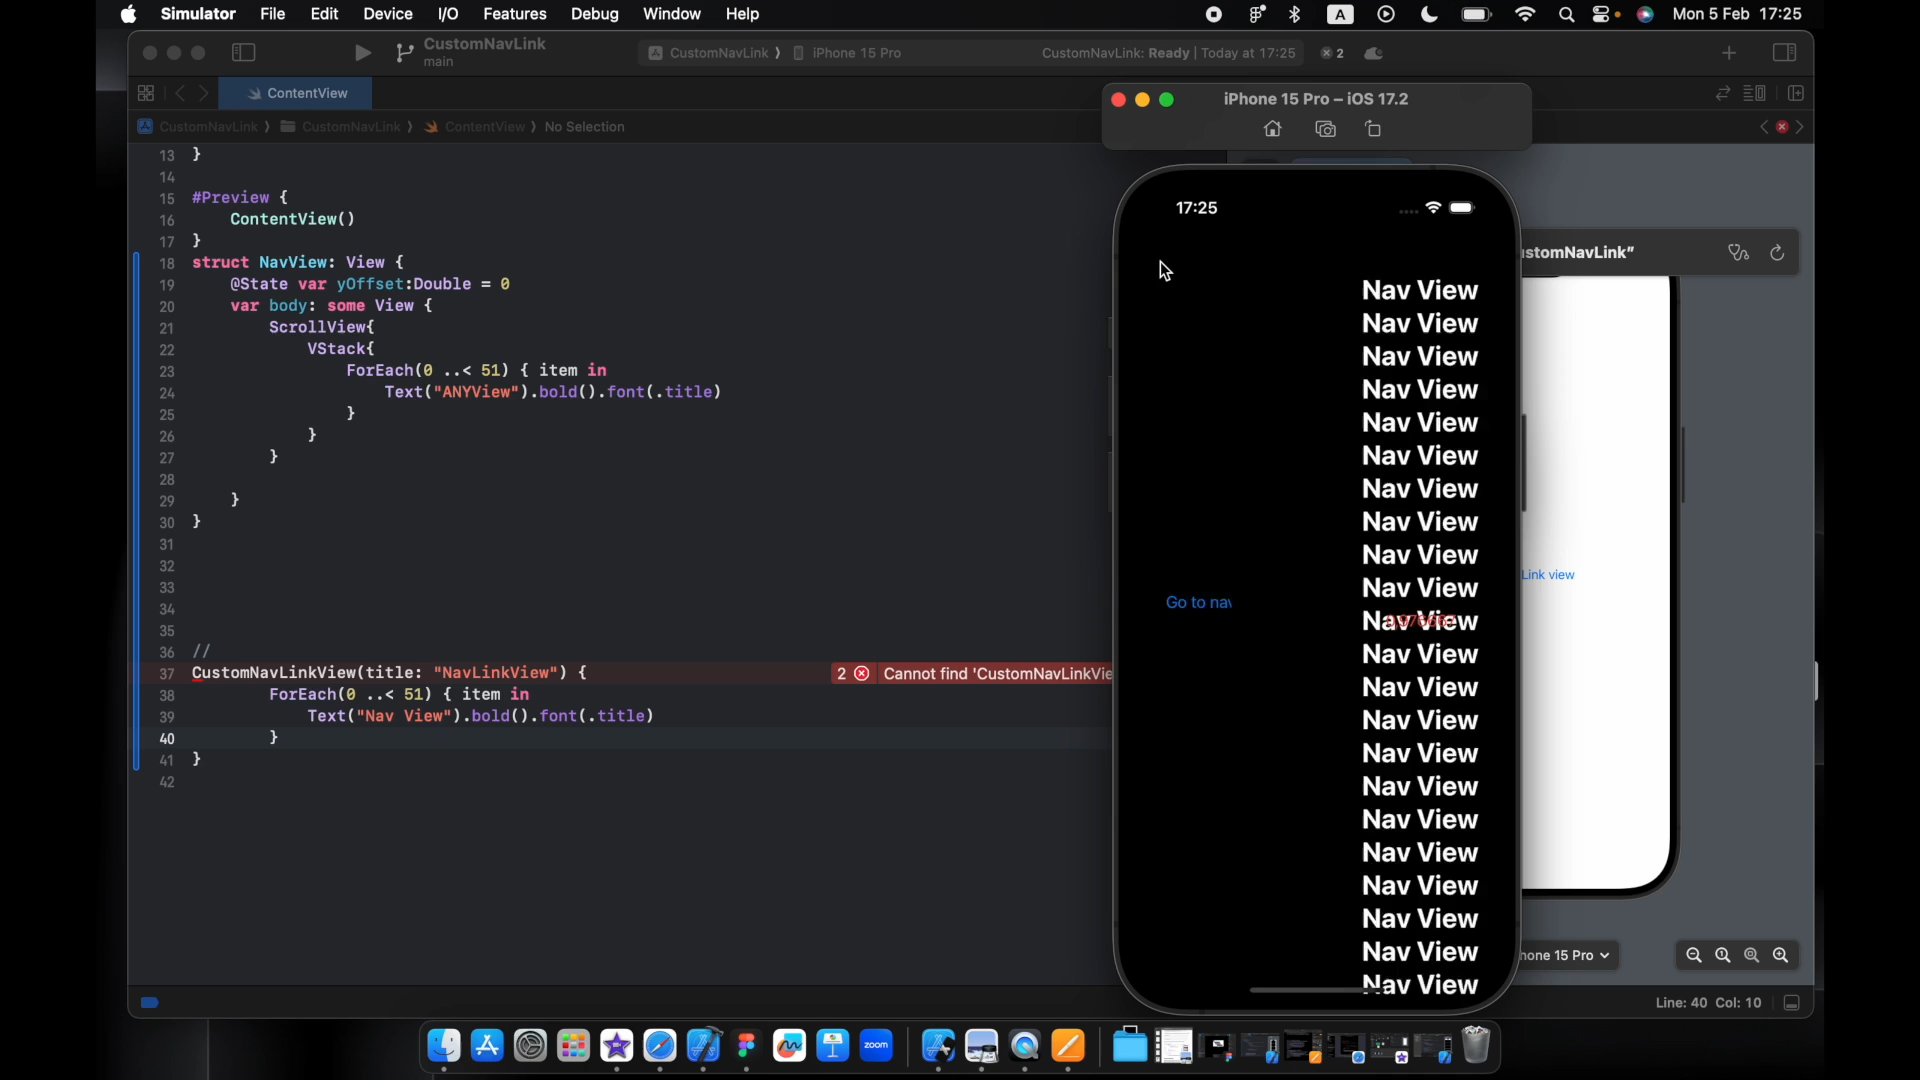 Simulator File Edit Device I/O Features Debug Window Help
A
Mon 5 Feb 17:25
CustomNavLink
main
CustomNavLink ⟩ iPhone 15 Pro
CustomNavLink: Ready | Today at 17:25
2
ContentView
CustomNavLink ⟩ CustomNavLink ⟩ ContentView ⟩ No Selection
13 }
14
15 #Preview {
16 ContentView()
17 }
18 struct NavView: View {
19 @State var yOffset:Double = 0
20 var body: some View {
21 ScrollView{
22 VStack{
23 ForEach(0 ..< 51) { item in
24 Text("ANYView").bold().font(.title)
25 }
26 }
27 }
28
29 }
30 }
31
32
33
34
35
36 //
37 CustomNavLinkView(title: "NavLinkView") {
2 Cannot find 'CustomNavLinkVie
38 ForEach(0 ..< 51) { item in
39 Text("Nav View").bold().font(.title)
40 }
41 }
42
iPhone 15 Pro – iOS 17.2
17:25
Nav View
Nav View
Nav View
Nav View
Nav View
Nav View
Nav View
Nav View
Nav View
Nav View
Go to nav
Nav View
Nav View
Nav View
Nav View
Nav View
Nav View
Nav View
Nav View
Nav View
Nav View
Nav View
Nav View
ustomNavLink”
Link view
hone 15 Pro
Line: 40 Col: 10
zoom